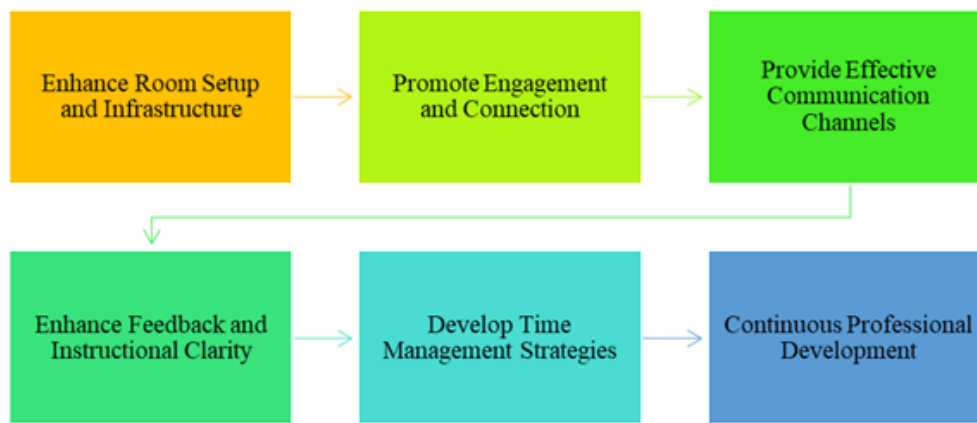 Enhance Room Setup
and Infrastructure
Promote Engagement
and Connection
Provide Effective
Communication
Channels
Enhance Feedback and
Instructional Clarity
Develop Time
Management Strategies
Continuous Professional
Development